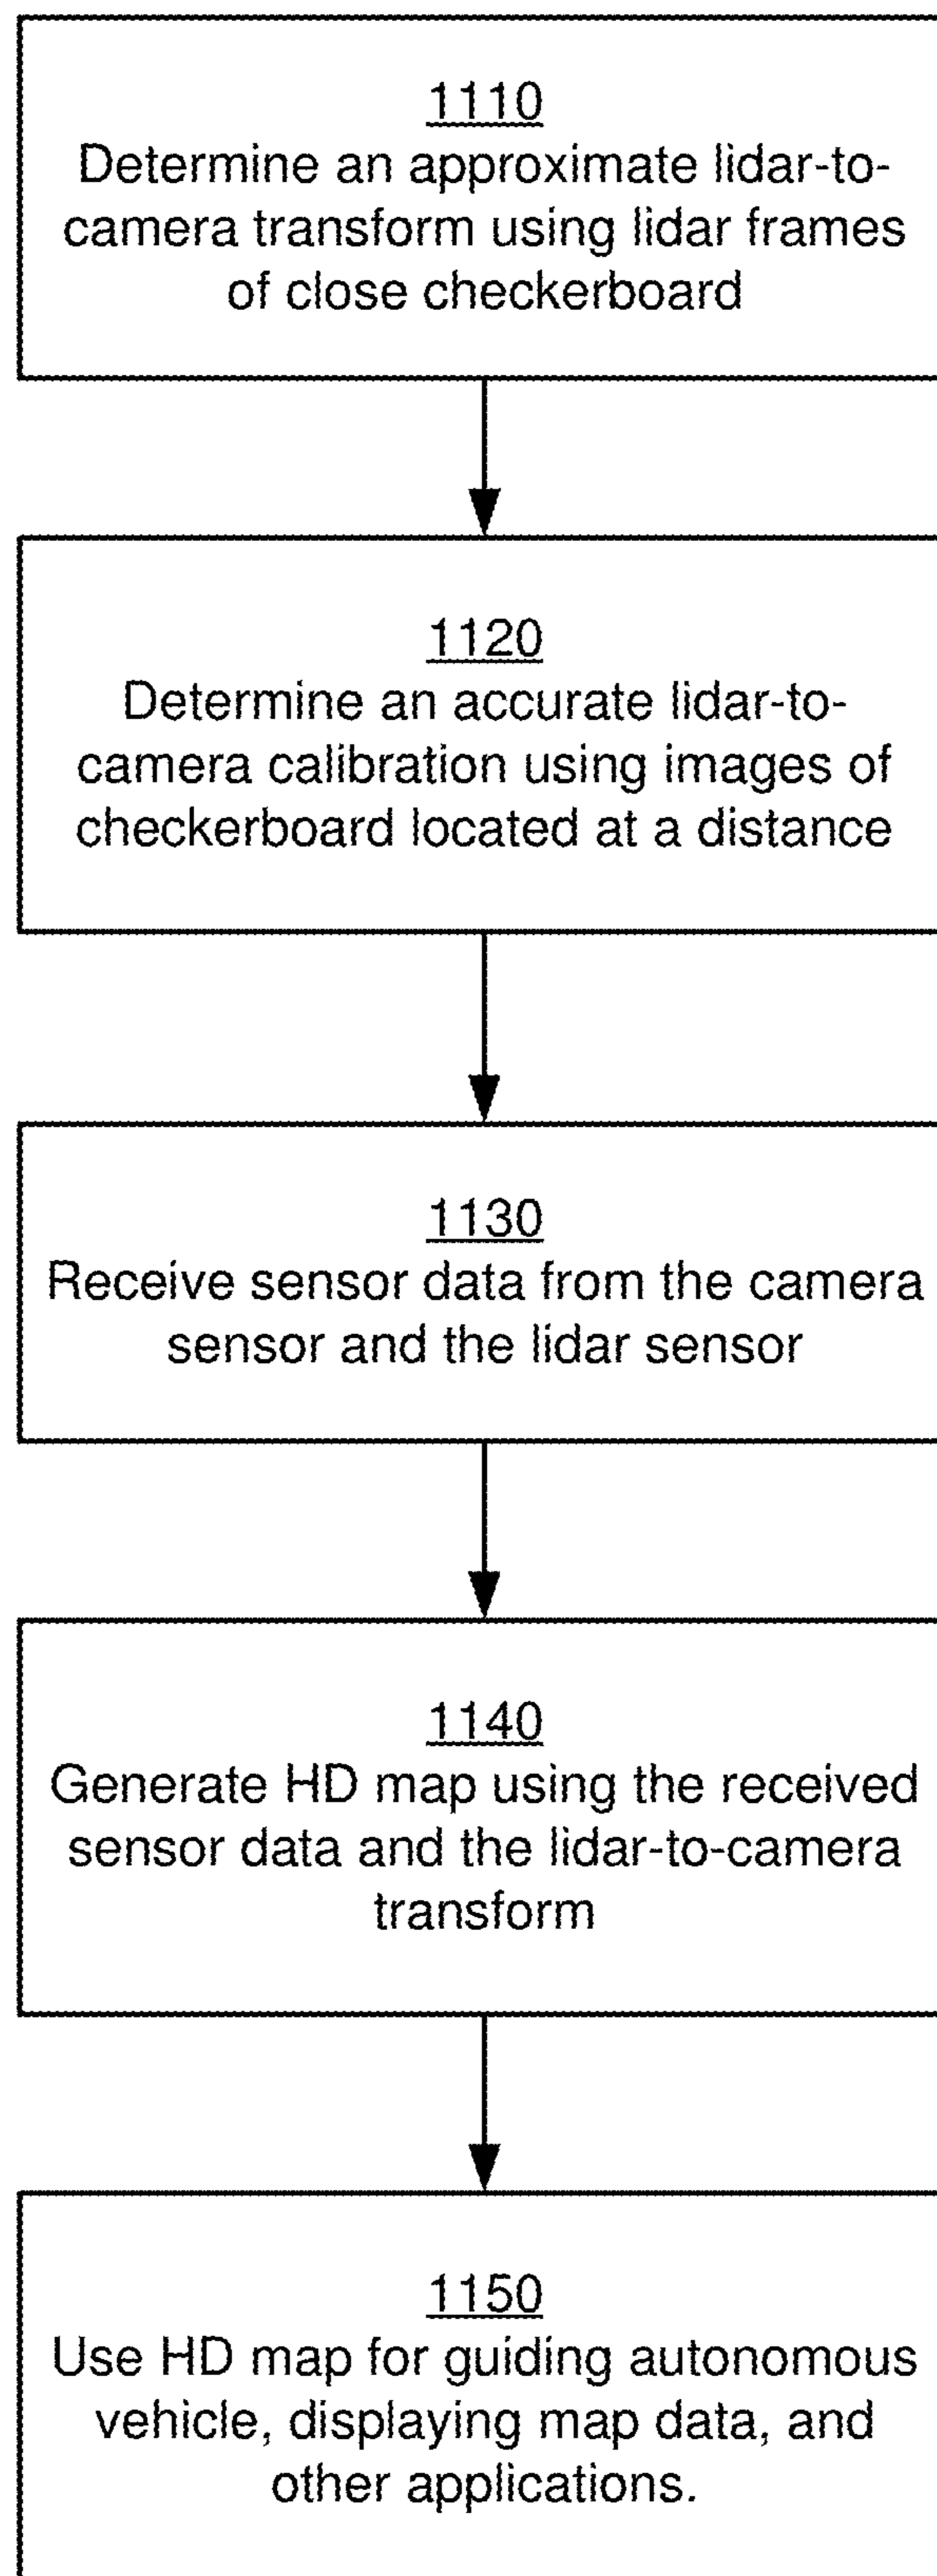 1110
Determine an approximate lidar-to-
camera transform using lidar frames
of close checkerboard
1120
Determine an accurate lidar-to-
camera calibration using images of
checkerboard located at a distance
1130
Receive sensor data from the camera
sensor and the lidar sensor
1140
Generate HD map using the received
sensor data and the lidar-to-camera
transform
1150
Use HD map for guiding autonomous
vehicle, displaying map data, and
other applications.